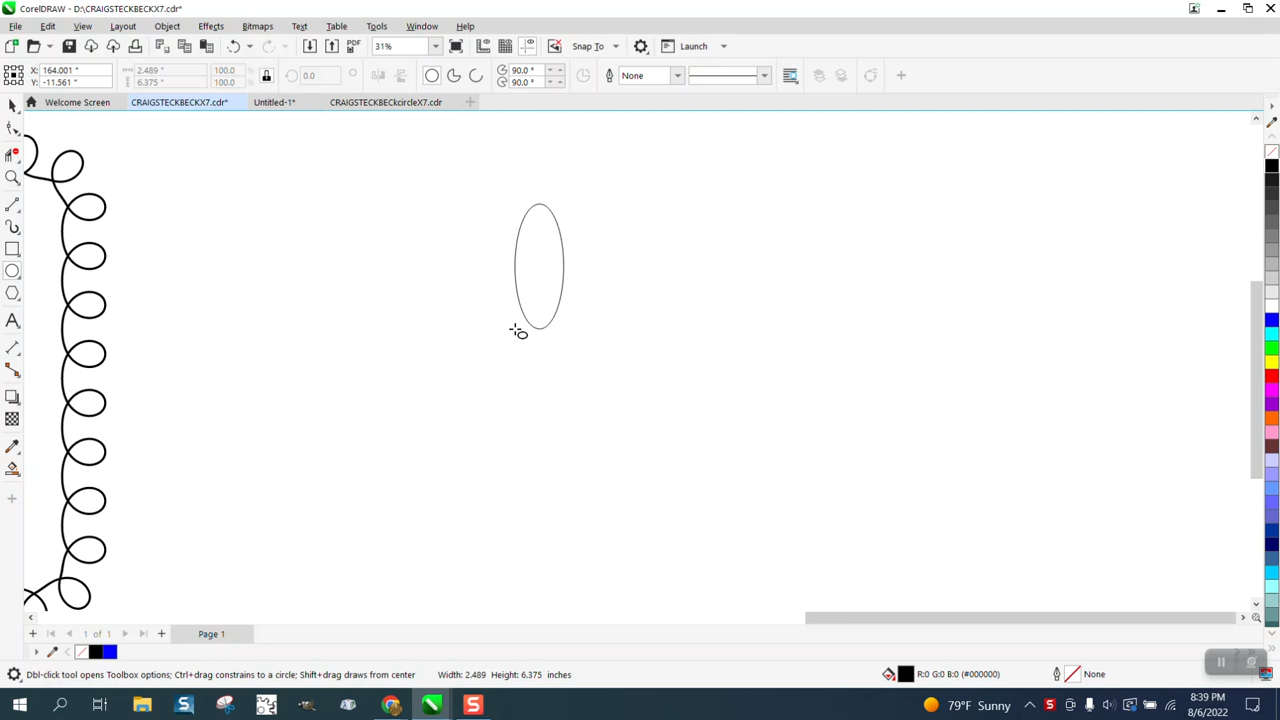 CorelDRAW - D:\CRAIGSTECKBECKX7.cdr*
File Edit View Layout Object Effects Bitmaps Text Table Tools Window Help
PDF 31% Snap To Launch
X: 164.001 " 2.489 " 100.0 0.0 90.0 ° None
Y: -11.561 " 6.375 " 100.0 90.0 °
Welcome Screen CRAIGSTECKBECKX7.cdr* Untitled-1* CRAIGSTECKBECkcircleX7.cdr
1 of 1 Page 1
Dbl-click tool opens Toolbox options; Ctrl+drag constrains to a circle; Shift+drag draws from center Width: 2.489 Height: 6.375 inches R:0 G:0 B:0 (#000000) None
79°F Sunny 8:39 PM
8/6/2022